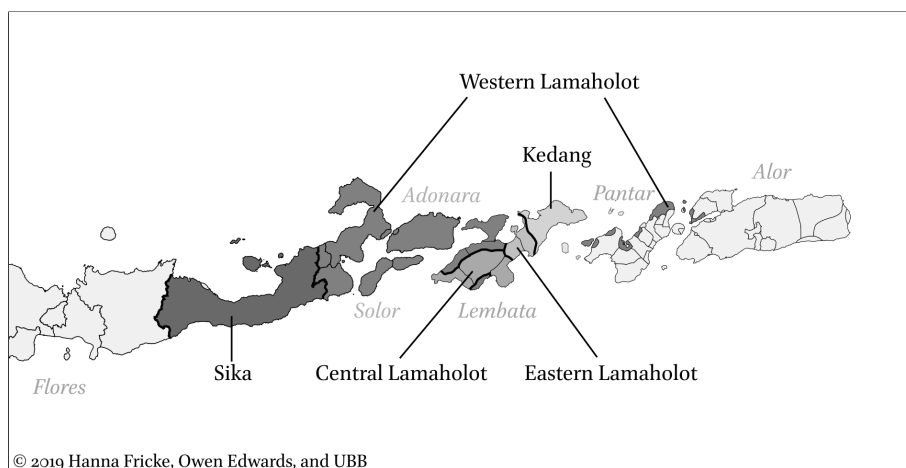 Western Lamaholot
Kedang
Alor
Pantar
Adonara
Solor
Lembata
Sika
Central Lamaholot
Eastern Lamaholot
Flores
© 2019 Hanna Fricke, Owen Edwards, and UBB